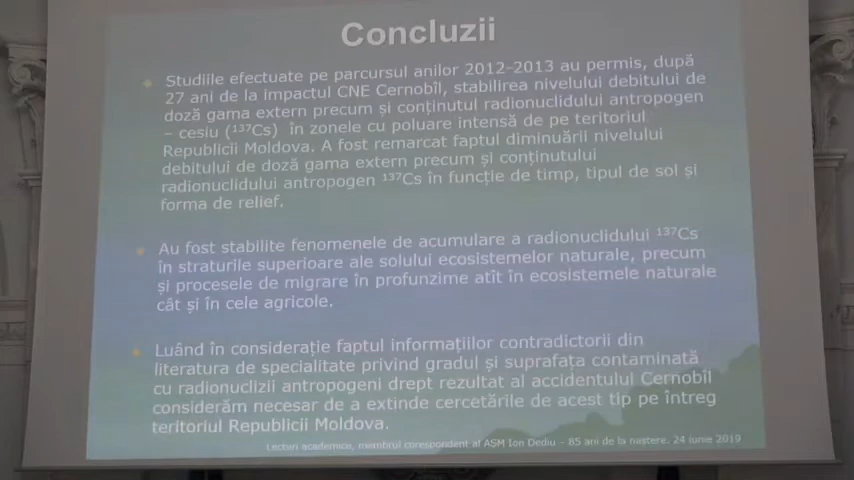 Concluzii
Studiile efectuate pe parcursul anilor 2012-2013 au permis, după
27 ani de la impactul CNE Cernobîl, stabilirea nivelului debitului de
doză gama extern precum și conținutul radionuclidului antropogen
– cesiu (¹³⁷Cs) în zonele cu poluare intensă de pe teritoriul
Republicii Moldova. A fost remarcat faptul diminuării nivelului
debitului de doză gama extern precum și conținutului
radionuclidului antropogen ¹³⁷Cs în funcție de timp, tipul de sol și
forma de relief.
Au fost stabilite fenomenele de acumulare a radionuclidului ¹³⁷Cs
în straturile superioare ale solului ecosistemelor naturale, precum
și procesele de migrare în profunzime atît în ecosistemele naturale
cât și în cele agricole.
Luând în considerație faptul informațiilor contradictorii din
literatura de specialitate privind gradul și suprafața contaminată
cu radionuclizii antropogeni drept rezultat al accidentului Cernobîl
considerăm necesar de a extinde cercetările de acest tip pe întreg
teritoriul Republicii Moldova.
Lecturi academice, membrul corespondent al AȘM Ion Dediu – 85 ani de la naștere. 24 iunie 2019